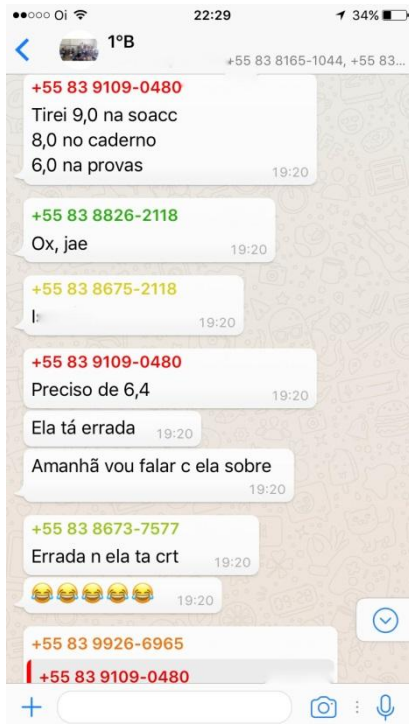 Oi 22:29 34%
1ºB
+55 83 8165-1044, +55 83...
+55 83 9109-0480
Tirei 9,0 na soacc
8,0 no caderno
6,0 na provas
19:20
+55 83 8826-2118
Ox, jae
19:20
+55 83 8675-2118
19:20
+55 83 9109-0480
Preciso de 6,4
19:20
Ela tá errada 19:20
Amanhã vou falar c ela sobre
19:20
+55 83 8673-7577
Errada n ela ta crt 19:20
😂😂😂😂😂 19:20
+55 83 9926-6965
+55 83 9109-0480